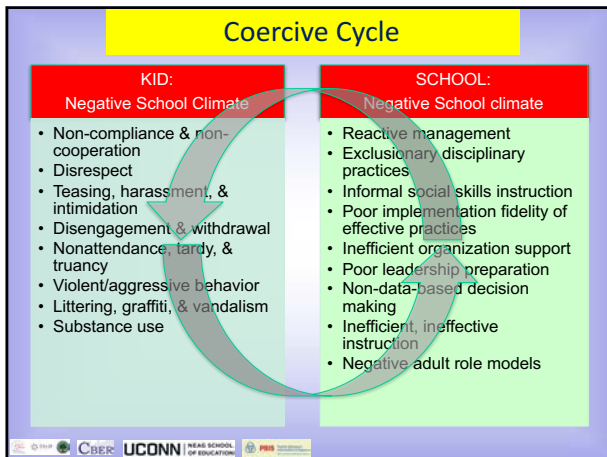 Coercive Cycle
KID:
Negative School Climate
• Non-compliance & non-
cooperation
• Disrespect
• Teasing, harassment, &
intimidation
• Disengagement & withdrawal
• Nonattendance, tardy, &
truancy
• Violent/aggressive behavior
• Littering, graffiti, & vandalism
• Substance use
SCHOOL:
Negative School climate
• Reactive management
• Exclusionary disciplinary
practices
• Informal social skills instruction
• Poor implementation fidelity of
effective practices
• Inefficient organization support
• Poor leadership preparation
• Non-data-based decision
making
• Inefficient, ineffective
instruction
• Negative adult role models
CBER
UCONN
NEAG SCHOOL
OF EDUCATION
PBIS